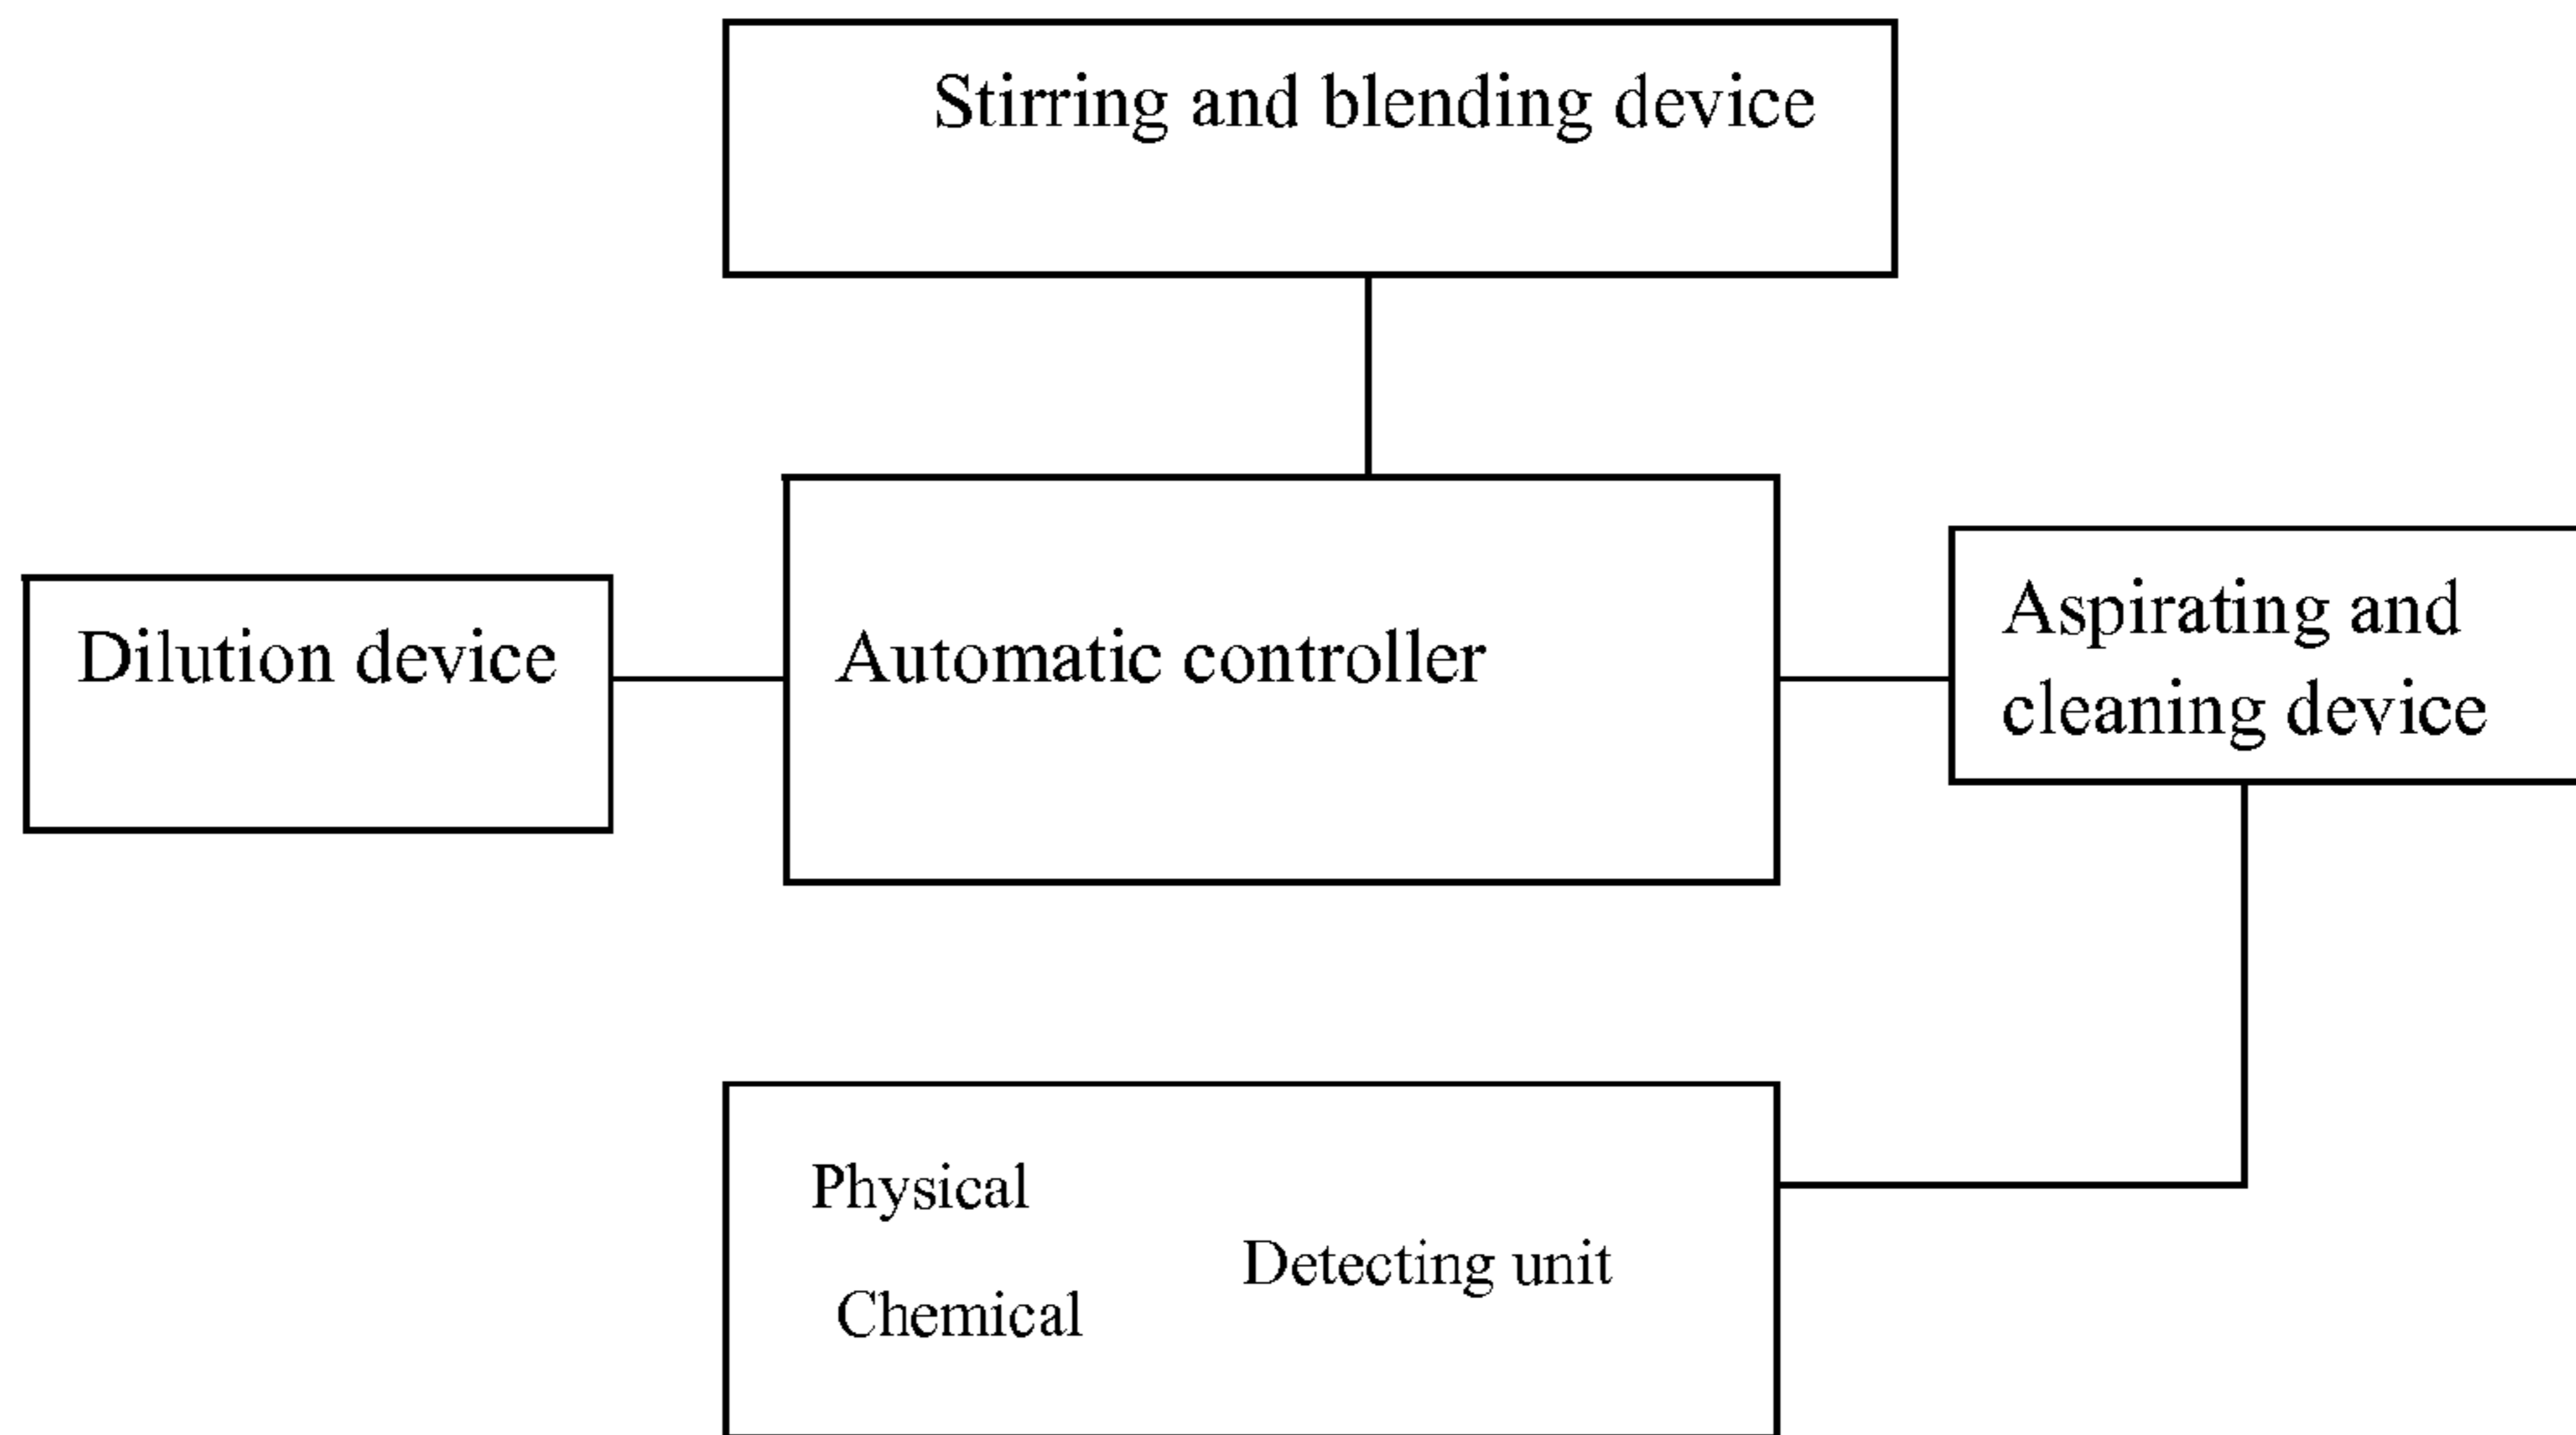 Stirring and blending device
Dilution device
Automatic controller
Aspirating and
cleaning device
Physical
Detecting unit
Chemical